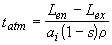 t_atm = (L_en − L_ex) / (a_i(1 − s)ρ)